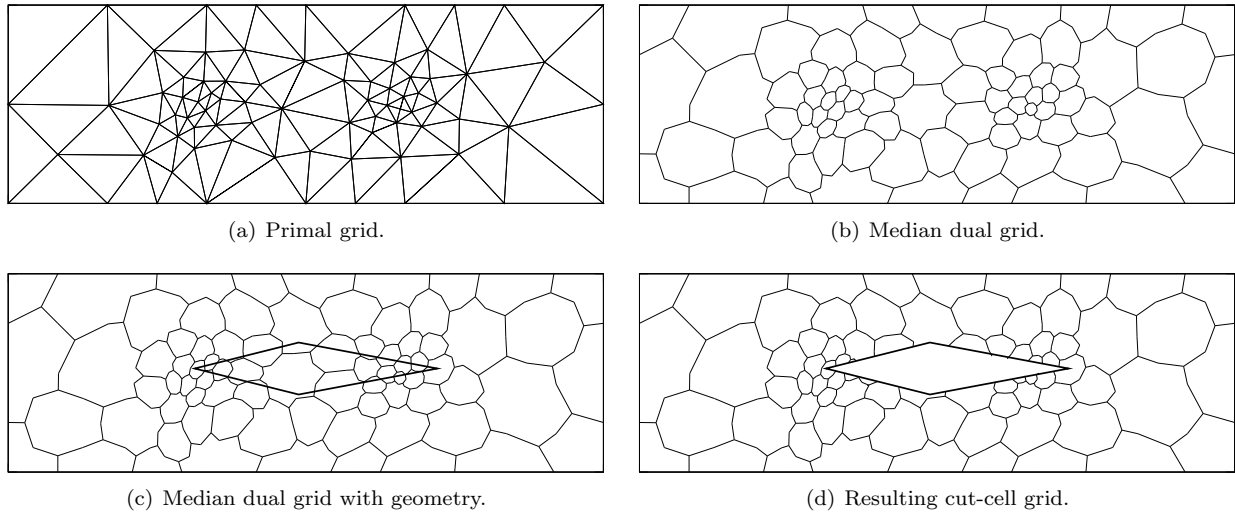 (a) Primal grid.
(b) Median dual grid.
(c) Median dual grid with geometry.
(d) Resulting cut-cell grid.